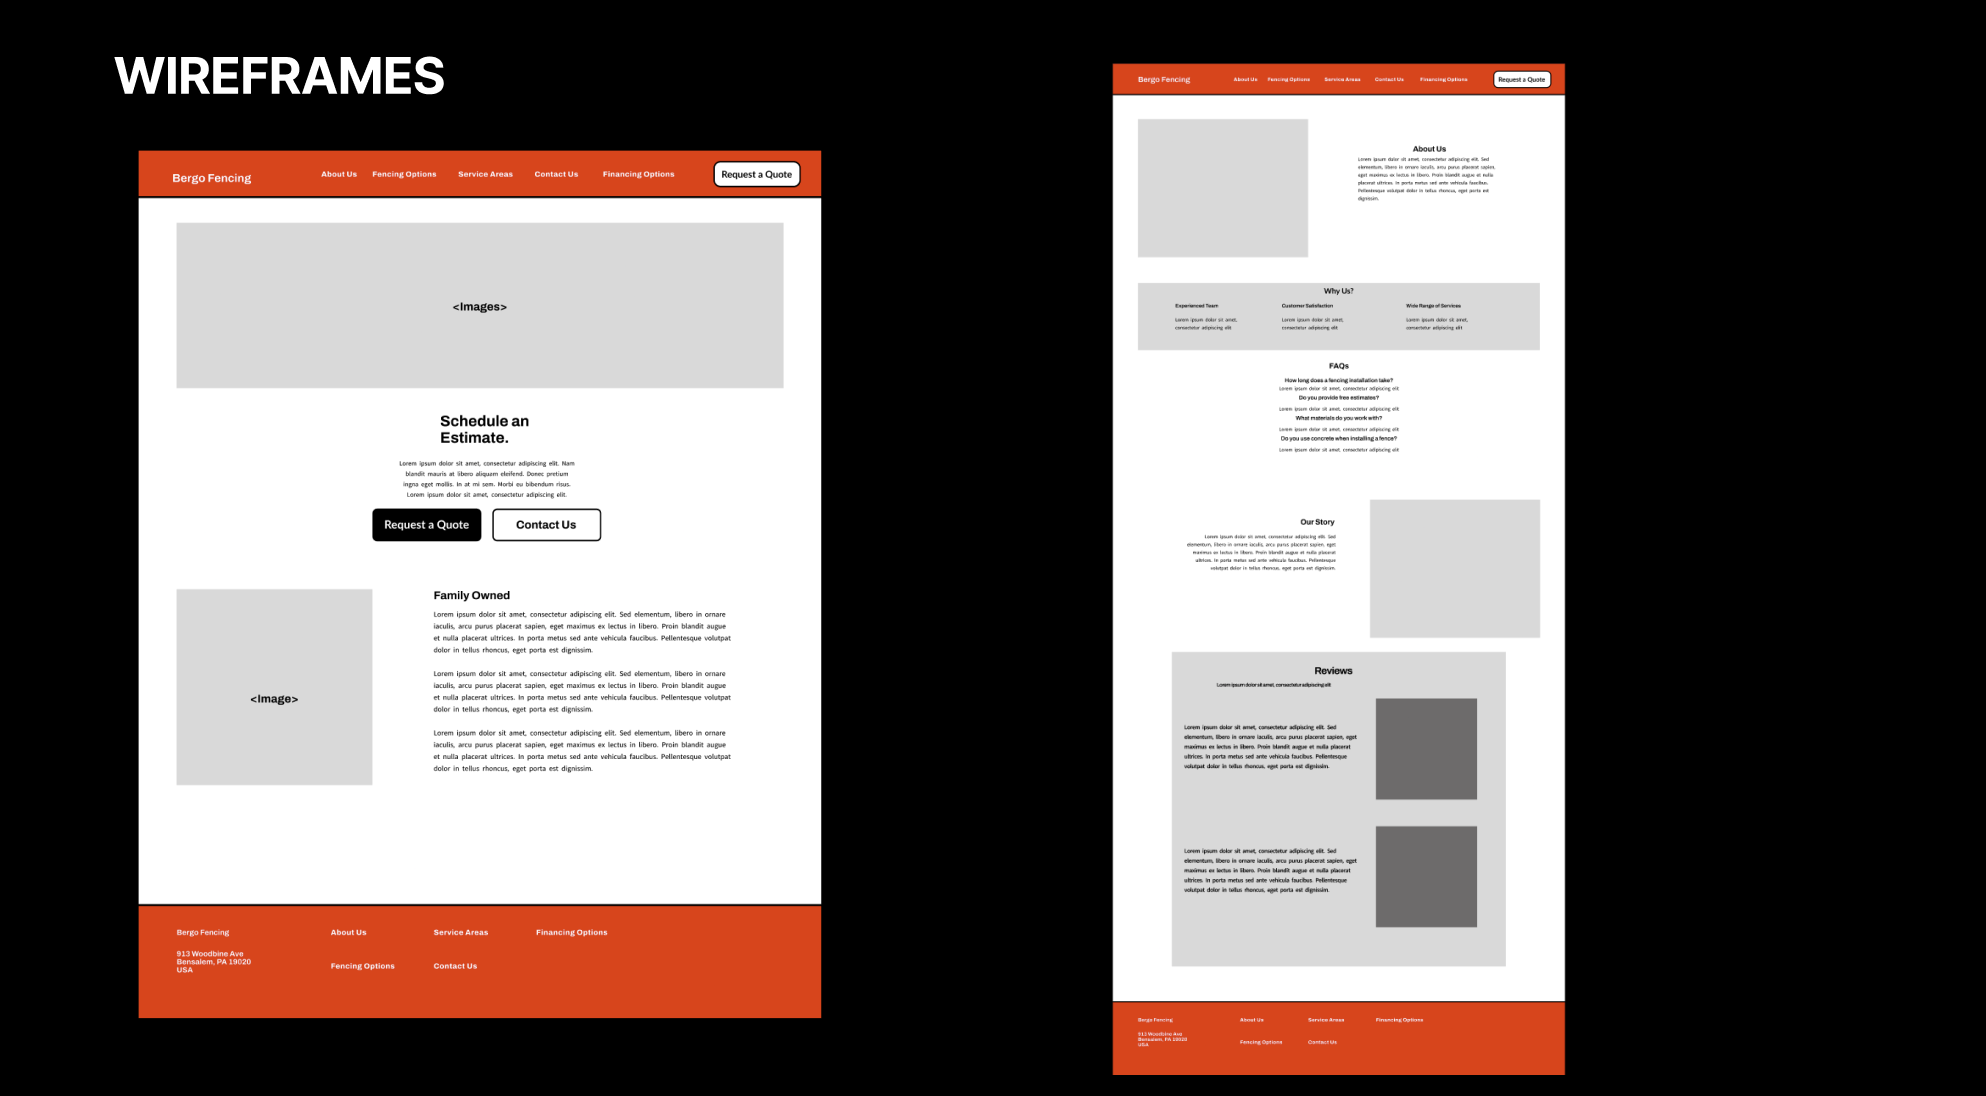 WIREFRAMES
Bergo Fencing
About Us
Fencing Options
Service Areas
Contact Us
Financing Options
Request a Quote
<Images>
Schedule an
Estimate.
Lorem ipsum dolor sit amet, consectetur adipiscing elit. Nam
blandit mauris at libero aliquam eleifend. Donec pretium
ingna eget mollis. In at mi sem. Morbi eu bibendum risus.
Lorem ipsum dolor sit amet, consectetur adipiscing elit.
Request a Quote
Contact Us
<Image>
Family Owned
Lorem ipsum dolor sit amet, consectetur adipiscing elit. Sed elementum, libero in ornare
iaculis, arcu purus placerat sapien, eget maximus ex lectus in libero. Proin blandit augue
et nulla placerat ultrices. In porta metus sed ante vehicula faucibus. Pellentesque volutpat
dolor in tellus rhoncus, eget porta est dignissim.
Lorem ipsum dolor sit amet, consectetur adipiscing elit. Sed elementum, libero in ornare
iaculis, arcu purus placerat sapien, eget maximus ex lectus in libero. Proin blandit augue
et nulla placerat ultrices. In porta metus sed ante vehicula faucibus. Pellentesque volutpat
dolor in tellus rhoncus, eget porta est dignissim.
Lorem ipsum dolor sit amet, consectetur adipiscing elit. Sed elementum, libero in ornare
iaculis, arcu purus placerat sapien, eget maximus ex lectus in libero. Proin blandit augue
et nulla placerat ultrices. In porta metus sed ante vehicula faucibus. Pellentesque volutpat
dolor in tellus rhoncus, eget porta est dignissim.
Bergo Fencing
913 Woodbine Ave
Bensalem, PA 19020
USA
About Us
Service Areas
Financing Options
Fencing Options
Contact Us
Bergo Fencing
About Us
Fencing Options
Service Areas
Contact Us
Financing Options
Request a Quote
About Us
Lorem ipsum dolor sit amet, consectetur adipiscing elit. Sed
elementum, libero in ornare iaculis, arcu purus placerat sapien,
eget maximus ex lectus in libero. Proin blandit augue et nulla
placerat ultrices. In porta metus sed ante vehicula faucibus.
Pellentesque volutpat dolor in tellus rhoncus, eget porta est
dignissim.
Why Us?
Experienced Team
Lorem ipsum dolor sit amet,
consectetur adipiscing elit
Customer Satisfaction
Lorem ipsum dolor sit amet,
consectetur adipiscing elit
Wide Range of Services
Lorem ipsum dolor sit amet,
consectetur adipiscing elit
FAQs
How long does a fencing installation take?
Lorem ipsum dolor sit amet, consectetur adipiscing elit
Do you provide free estimates?
Lorem ipsum dolor sit amet, consectetur adipiscing elit
What materials do you work with?
Lorem ipsum dolor sit amet, consectetur adipiscing elit
Do you use concrete when installing a fence?
Lorem ipsum dolor sit amet, consectetur adipiscing elit
Our Story
Lorem ipsum dolor sit amet, consectetur adipiscing elit. Sed
elementum, libero in ornare iaculis, arcu purus placerat sapien, eget
maximus ex lectus in libero. Proin blandit augue et nulla placerat
ultrices. In porta metus sed ante vehicula faucibus. Pellentesque
volutpat dolor in tellus rhoncus, eget porta est dignissim.
Reviews
Lorem ipsum dolor sit amet, consectetur adipiscing elit
Lorem ipsum dolor sit amet, consectetur adipiscing elit. Sed
elementum, libero in ornare iaculis, arcu purus placerat sapien, eget
maximus ex lectus in libero. Proin blandit augue et nulla placerat
ultrices. In porta metus sed ante vehicula faucibus. Pellentesque
volutpat dolor in tellus rhoncus, eget porta est dignissim.
Lorem ipsum dolor sit amet, consectetur adipiscing elit. Sed
elementum, libero in ornare iaculis, arcu purus placerat sapien, eget
maximus ex lectus in libero. Proin blandit augue et nulla placerat
ultrices. In porta metus sed ante vehicula faucibus. Pellentesque
volutpat dolor in tellus rhoncus, eget porta est dignissim.
Bergo Fencing
913 Woodbine Ave
Bensalem, PA 19020
USA
About Us
Service Areas
Financing Options
Fencing Options
Contact Us